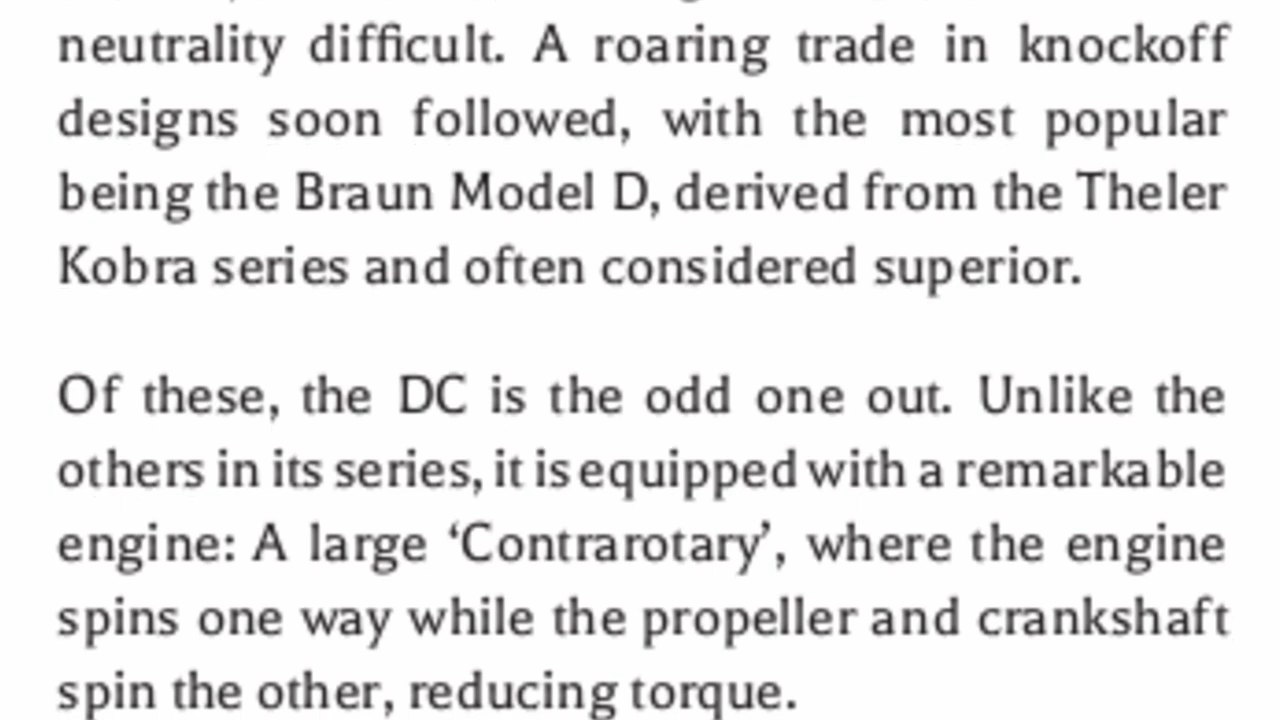 neutrality difficult. A roaring trade in knockoff
designs soon followed, with the most popular
being the Braun Model D, derived from the Theler
Kobra series and often considered superior.
Of these, the DC is the odd one out. Unlike the
others in its series, it is equipped with a remarkable
engine: A large ‘Contrarotary’, where the engine
spins one way while the propeller and crankshaft
spin the other, reducing torque.